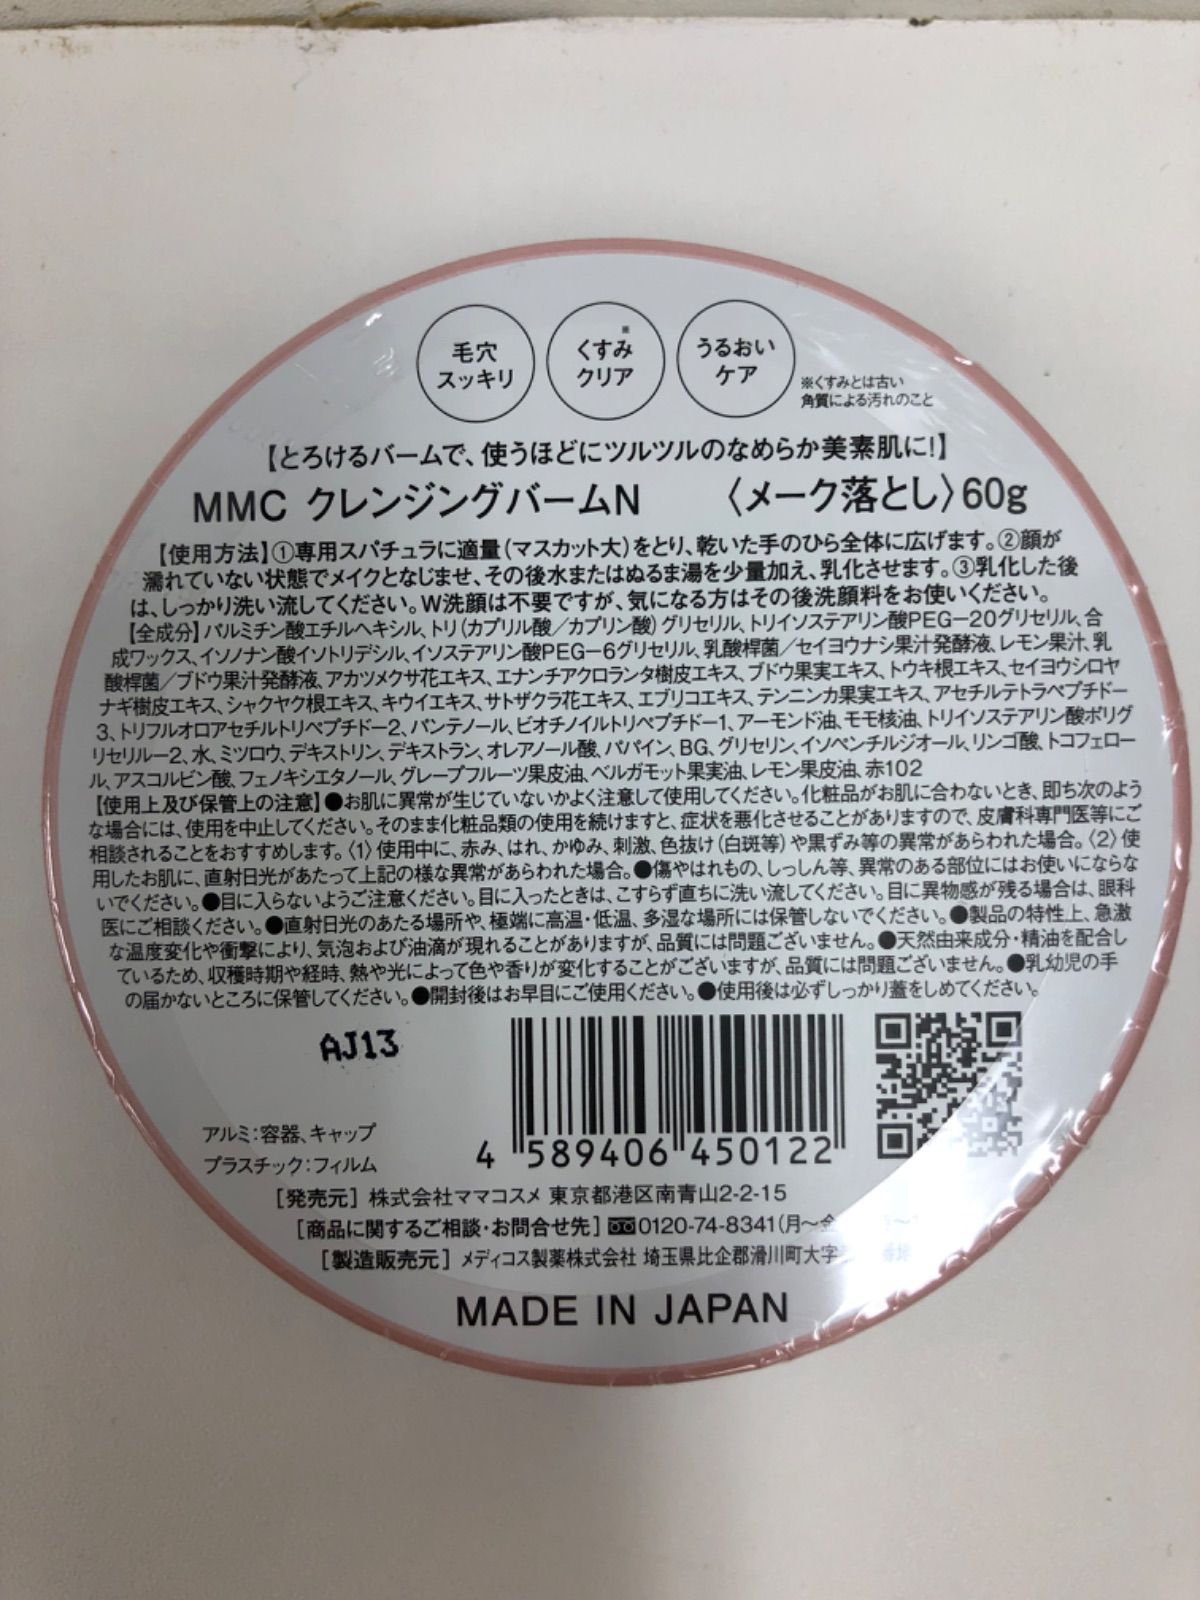 毛穴
スッキリ
※
くすみ
クリア
うるおい
ケア
※くすみとは古い
角質による汚れのこと
【とろけるバームで、使うほどにツルツルのなめらか美素肌に!】
MMC クレンジングバームN 〈メーク落とし〉60g
【使用方法】①専用スパチュラに適量(マスカット大)をとり、乾いた手のひら全体に広げます。②顔が
濡れていない状態でメイクとなじませ、その後水またはぬるま湯を少量加え、乳化させます。③乳化した後
は、しっかり洗い流してください。W洗顔は不要ですが、気になる方はその後洗顔料をお使いください。
【全成分】パルミチン酸エチルヘキシル、トリ(カプリル酸/カプリン酸)グリセリル、トリイソステアリン酸PEG-20グリセリル、合
成ワックス、イソノナン酸イソトリデシル、イソステアリン酸PEG-6グリセリル、乳酸桿菌/セイヨウナシ果汁発酵液、レモン果汁、乳
酸桿菌/ブドウ果汁発酵液、アカツメクサ花エキス、エナンチアクロランタ樹皮エキス、ブドウ果実エキス、トウキ根エキス、セイヨウシロヤ
ナギ樹皮エキス、シャクヤク根エキス、キウイエキス、サトザクラ花エキス、エブリコエキス、テンニンカ果実エキス、アセチルテトラペプチド-
3、トリフルオロアセチルトリペプチド-2、パンテノール、ビオチノイルトリペプチド-1、アーモンド油、モモ核油、トリイソステアリン酸ポリグ
リセリル-2、水、ミツロウ、デキストリン、デキストラン、オレアノール酸、パパイン、BG、グリセリン、イソペンチルジオール、リンゴ酸、トコフェロー
ル、アスコルビン酸、フェノキシエタノール、グレープフルーツ果皮油、ベルガモット果実油、レモン果皮油、赤102
【使用上及び保管上の注意】●お肌に異常が生じていないかよく注意して使用してください。化粧品がお肌に合わないとき、即ち次のよう
な場合には、使用を中止してください。そのまま化粧品類の使用を続けますと、症状を悪化させることがありますので、皮膚科専門医等にご
相談されることをおすすめします。〈1〉使用中に、赤み、はれ、かゆみ、刺激、色抜け(白斑等)や黒ずみ等の異常があらわれた場合。〈2〉使
用したお肌に、直射日光があたって上記の様な異常があらわれた場合。●傷やはれもの、しっしん等、異常のある部位にはお使いにならな
いでください。●目に入らないようご注意ください。目に入ったときは、こすらず直ちに洗い流してください。目に異物感が残る場合は、眼科
医にご相談ください。●直射日光のあたる場所や、極端に高温・低温、多湿な場所には保管しないでください。●製品の特性上、急激
な温度変化や衝撃により、気泡および油滴が現れることがありますが、品質には問題ございません。●天然由来成分・精油を配合し
ているため、収穫時期や経時、熱や光によって色や香りが変化することがございますが、品質には問題ございません。●乳幼児の手
の届かないところに保管してください。●開封後はお早目にご使用ください。●使用後は必ずしっかり蓋をしめてください。
AJ13
アルミ:容器、キャップ
プラスチック:フィルム
4 589406 450122
[発売元] 株式会社ママコスメ 東京都港区南青山2-2-15
[商品に関するご相談・お問合せ先] 0120-74-8341(月〜金
[製造販売元] メディコス製薬株式会社 埼玉県比企郡滑川町大字
MADE IN JAPAN